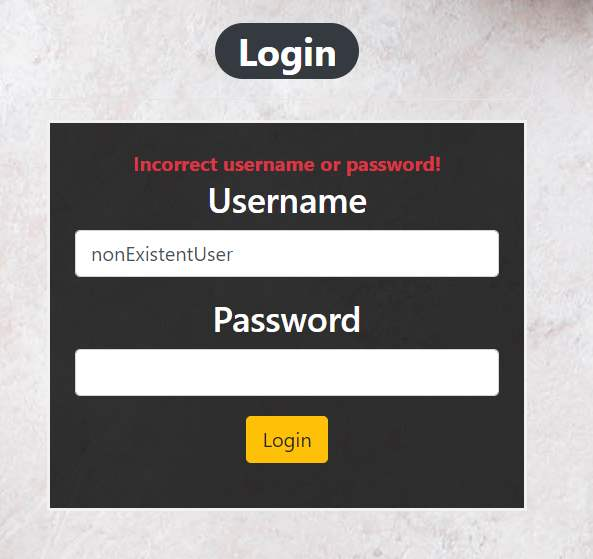 Login
Incorrect username or password!
Username
nonExistentUser
Password
Login